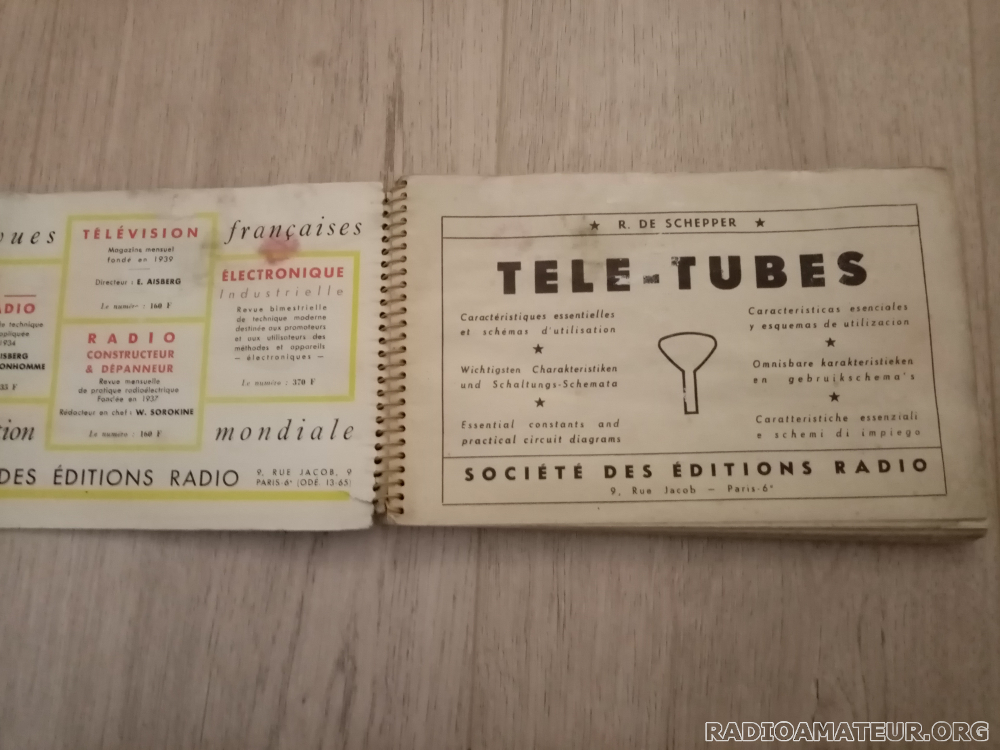 vues
françaises
TÉLÉVISION
Magazine mensuel
fondé en 1939
Directeur : E. AISBERG
Le numéro : 160 F
ÉLECTRONIQUE
Industrielle
Revue bimestrielle
de technique moderne
destinée aux promoteurs
et aux utilisateurs des
méthodes et appareils
— électroniques —
Le numéro : 370 F
ADIO
de technique
appliquée
1934
ISBERG
ONHOMME
35 F
RADIO
CONSTRUCTEUR
& DÉPANNEUR
Revue mensuelle
de pratique radioélectrique
Fondée en 1937
Rédacteur en chef : W. SOROKINE
Le numéro : 160 F
tion
mondiale
DES ÉDITIONS RADIO
9, RUE JACOB, 9
PARIS-6e (ODÉ. 13-65)
★ R. DE SCHEPPER ★
TELE-TUBES
Caractéristiques essentielles
et schémas d'utilisation
★
Wichtigsten Charakteristiken
und Schaltungs-Schemata
★
Essential constants and
practical circuit diagrams
Caracteristicas esenciales
y esquemas de utilizacion
★
Omnisbare karakteristieken
en gebruikschema's
★
Caratteristiche essenziali
e schemi di impiego
SOCIÉTÉ DES ÉDITIONS RADIO
9, Rue Jacob — Paris-6e
RADIOAMATEUR.ORG